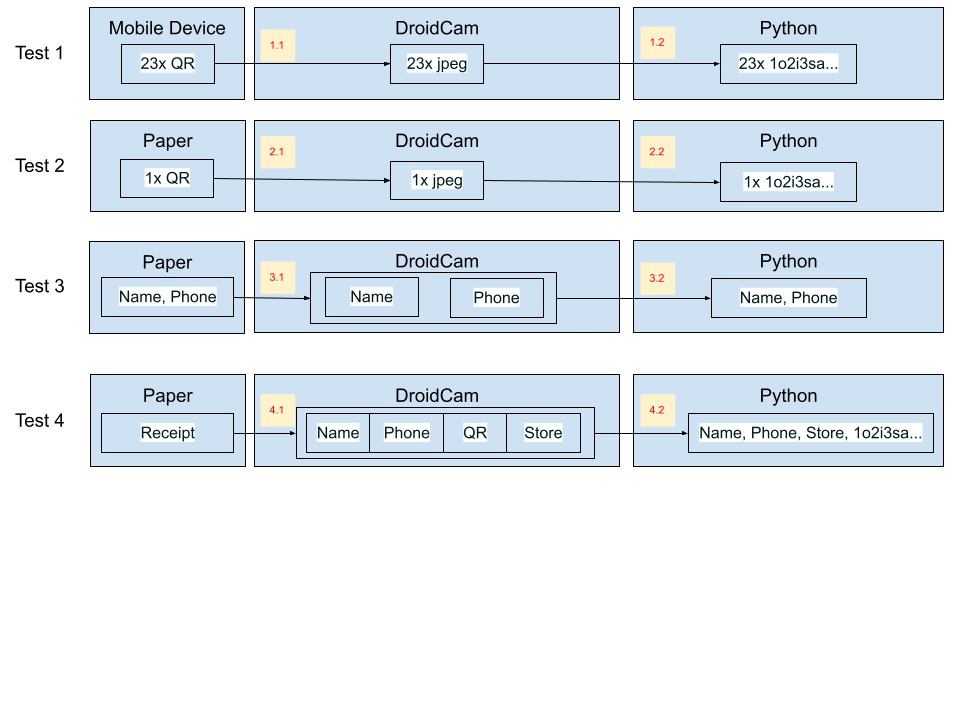 Mobile Device
DroidCam
Python
Test 1
1.1
1.2
23x QR
23x jpeg
23x 1o2i3sa...
Paper
DroidCam
Python
Test 2
2.1
2.2
1x QR
1x jpeg
1x 1o2i3sa...
Paper
DroidCam
Python
Test 3
3.1
3.2
Name, Phone
Name
Phone
Name, Phone
Paper
DroidCam
Python
Test 4
4.1
4.2
Receipt
Name
Phone
QR
Store
Name, Phone, Store, 1o2i3sa...